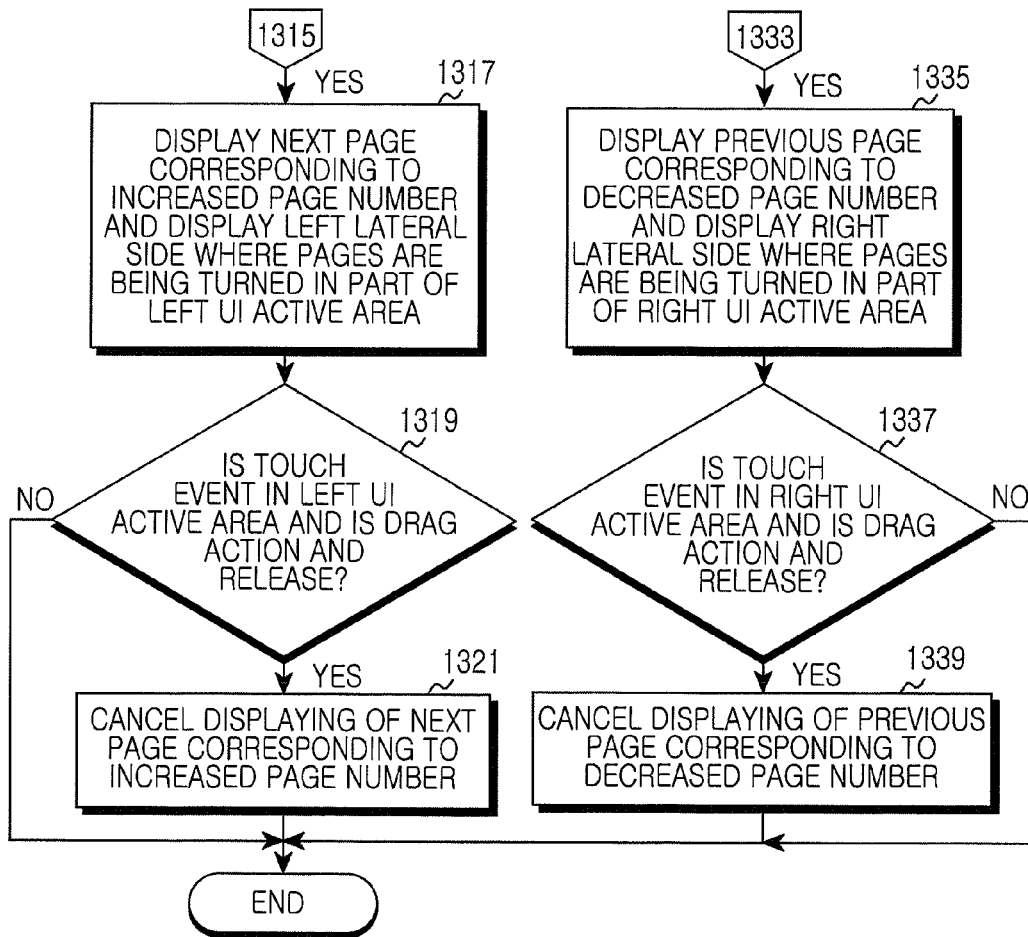 1315
YES
1317
DISPLAY NEXT PAGE
CORRESPONDING TO
INCREASED PAGE NUMBER
AND DISPLAY LEFT LATERAL
SIDE WHERE PAGES ARE
BEING TURNED IN PART OF
LEFT UI ACTIVE AREA
1319
IS TOUCH
EVENT IN LEFT UI
ACTIVE AREA AND IS DRAG
ACTION AND
RELEASE?
NO
YES
1321
CANCEL DISPLAYING OF NEXT
PAGE CORRESPONDING TO
INCREASED PAGE NUMBER
1333
YES
1335
DISPLAY PREVIOUS PAGE
CORRESPONDING TO
DECREASED PAGE NUMBER
AND DISPLAY RIGHT
LATERAL SIDE WHERE PAGES
ARE BEING TURNED IN PART
OF RIGHT UI ACTIVE AREA
1337
IS TOUCH
EVENT IN RIGHT UI
ACTIVE AREA AND IS DRAG
ACTION AND
RELEASE?
NO
YES
1339
CANCEL DISPLAYING OF PREVIOUS
PAGE CORRESPONDING TO
DECREASED PAGE NUMBER
END